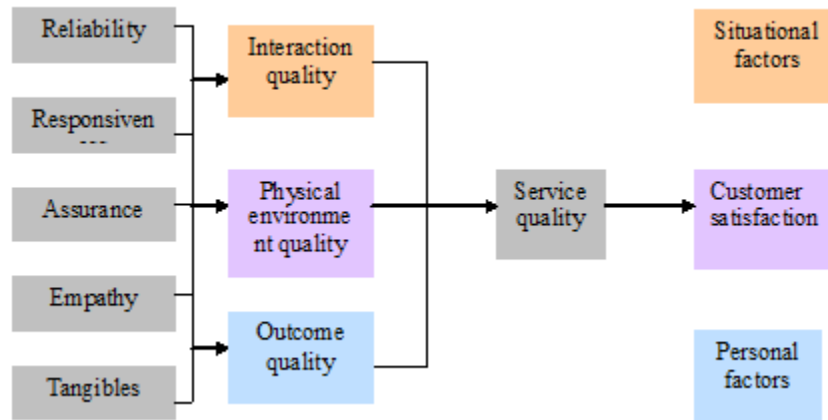 Reliability
Responsiven
Assurance
Empathy
Tangibles
Interaction
quality
Physical
environme
nt quality
Outcome
quality
Service
quality
Situational
factors
Customer
satisfaction
Personal
factors